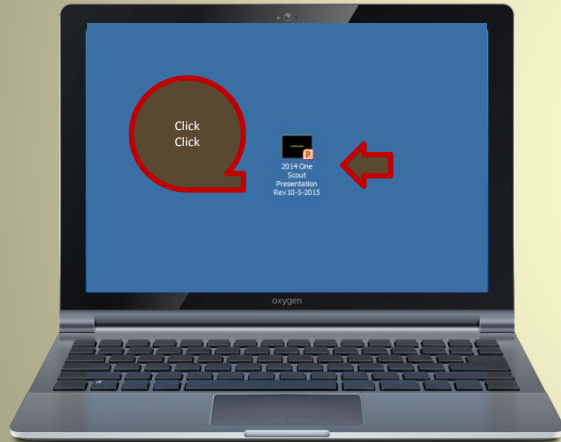 Click
Click
P
2014 One
Scout
Presentation
Rev 10-5-2015
oxygen